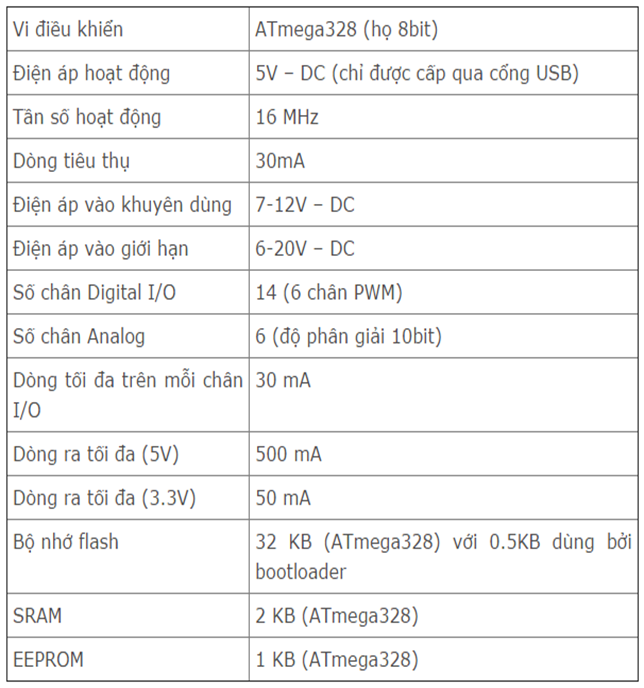 Vi điều khiển ATmega328 (họ 8bit)
Điện áp hoạt động 5V – DC (chỉ được cấp qua cổng USB)
Tần số hoạt động 16 MHz
Dòng tiêu thụ 30mA
Điện áp vào khuyên dùng 7-12V – DC
Điện áp vào giới hạn 6-20V – DC
Số chân Digital I/O 14 (6 chân PWM)
Số chân Analog 6 (độ phân giải 10bit)
Dòng tối đa trên mỗi chân 30 mA
I/O
Dòng ra tối đa (5V) 500 mA
Dòng ra tối đa (3.3V) 50 mA
Bộ nhớ flash 32 KB (ATmega328) với 0.5KB dùng bởi
bootloader
SRAM 2 KB (ATmega328)
EEPROM 1 KB (ATmega328)